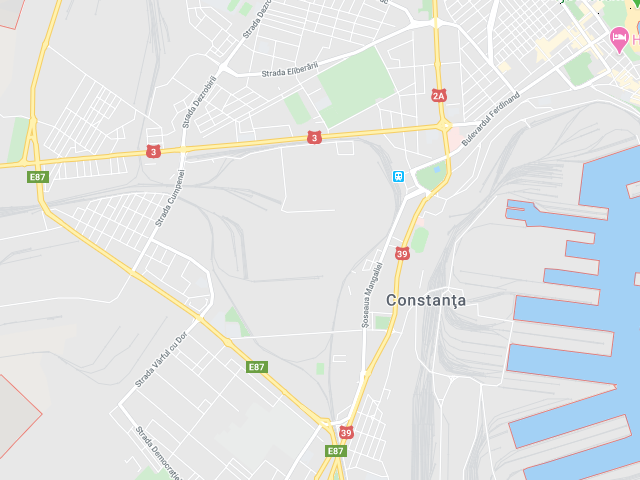 Strada Dezrobirii
Strada Eliberării
Strada Dezrobirii
2A
H
Bulevardul Ferdinand
3
3
E87
Strada Cumpenei
39
Șoseaua Mangaliei
Constanţa
Strada Vârful cu Dor
E87
39
E87
Strada Democrației